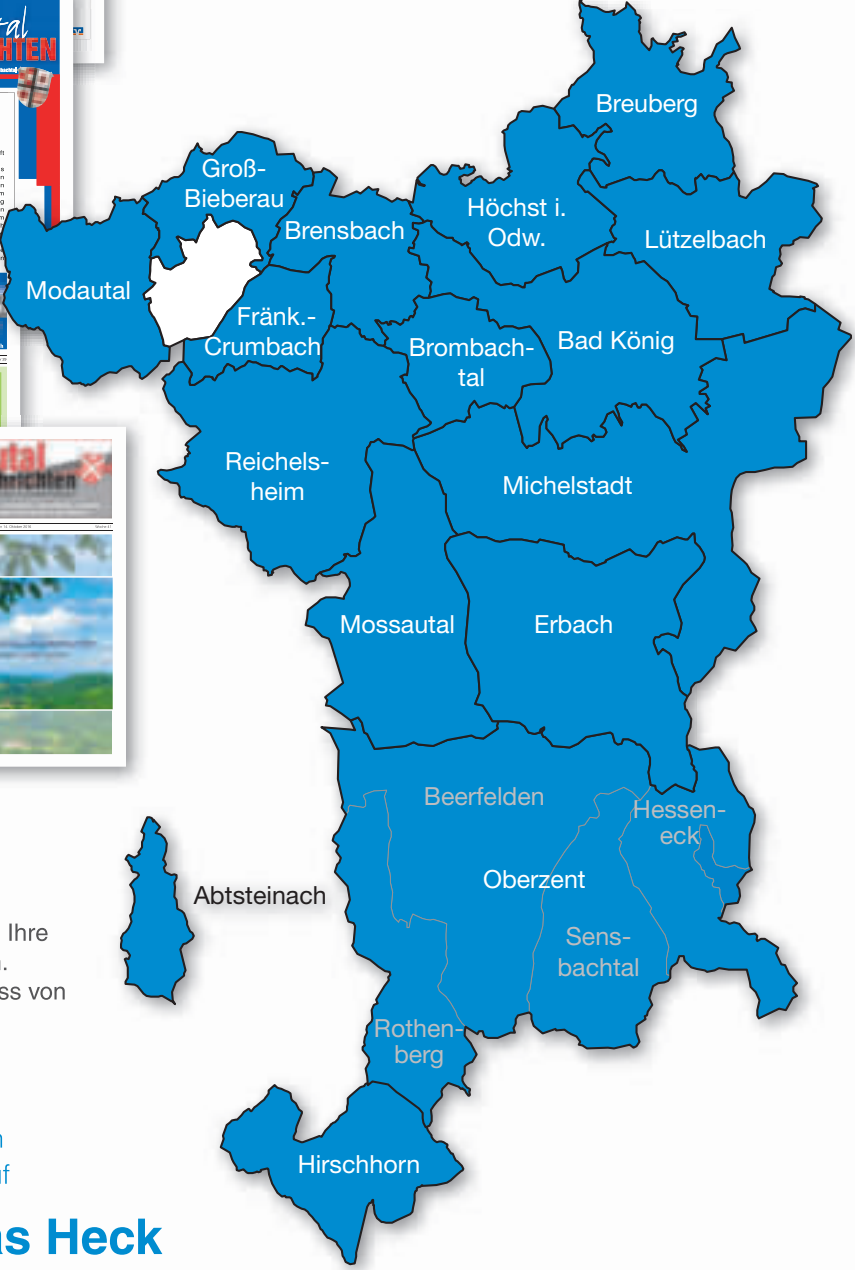 Breuberg
Groß-
Bieberau
Höchst i.
Odw.
Brensbach
Lützelbach
Modautal
Fränk.-
Crumbach
Brombach-
tal
Bad König
Reichels-
heim
Michelstadt
Mossautal
Erbach
Beerfelden
Hessen-
eck
Oberzent
Abtsteinach
Sens-
bachtal
Rothen-
berg
Hirschhorn
Ihre
ss von
as Heck